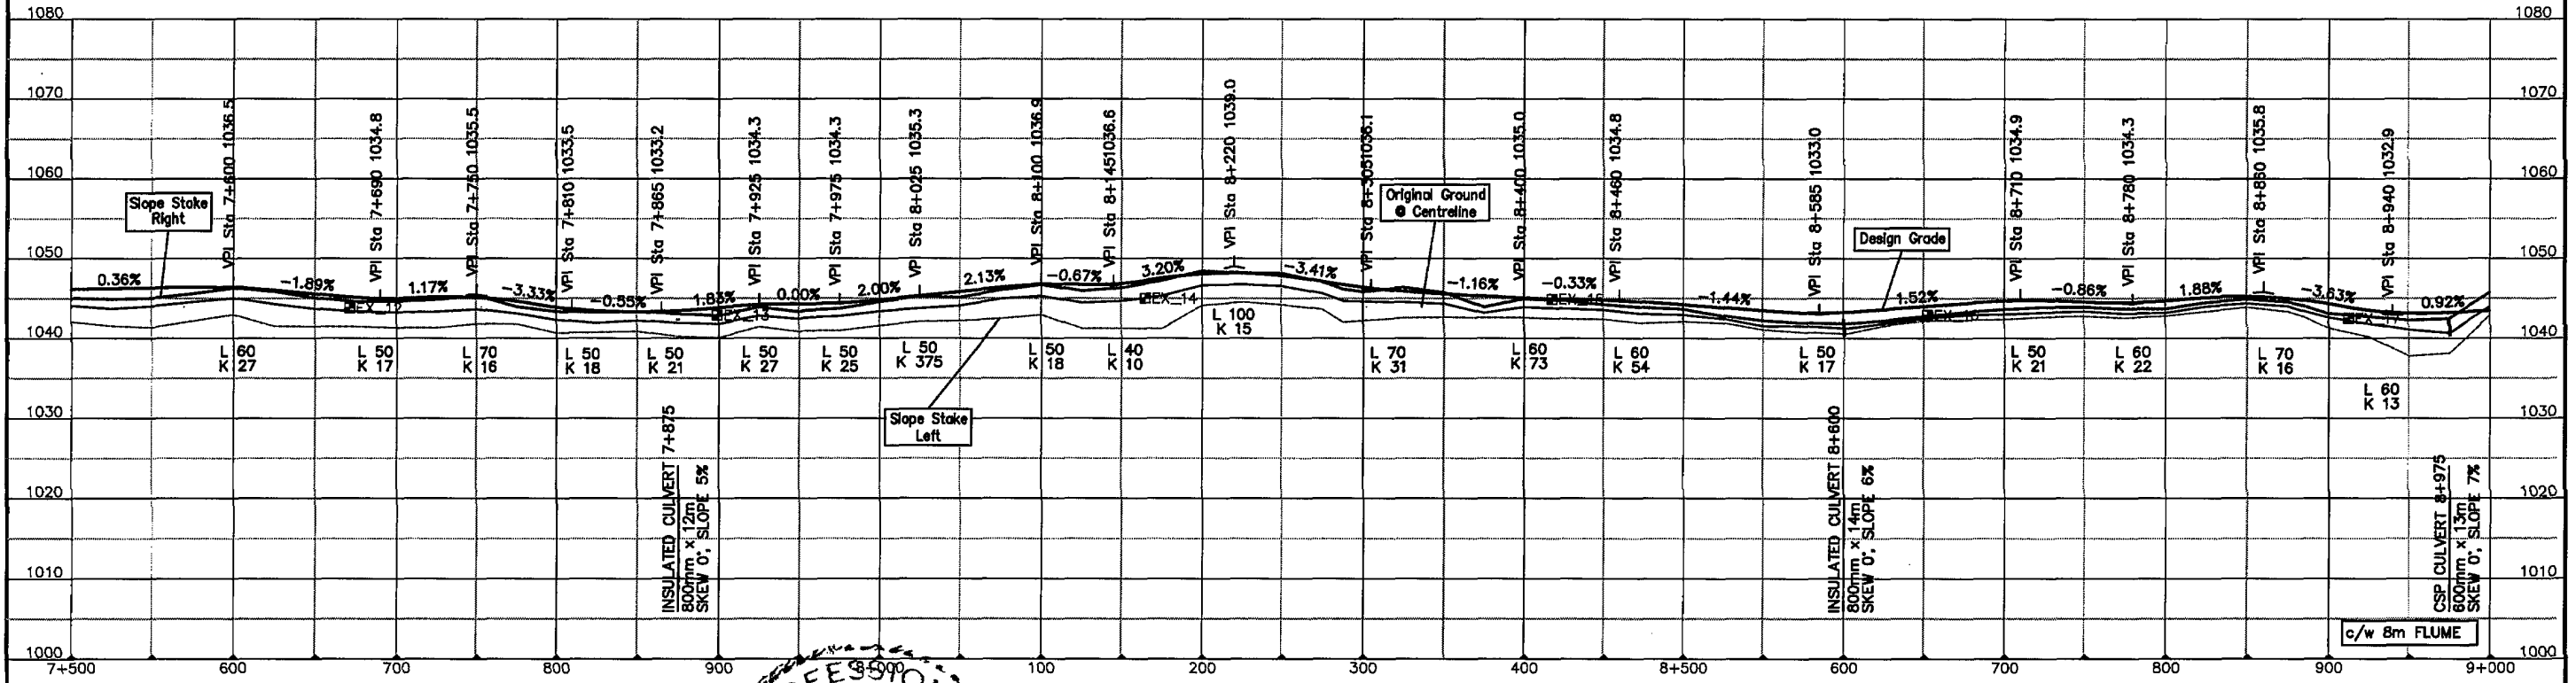 1080
1080
1070
1070
1060
1060
1050
1050
1040
1040
1030
1030
1020
1020
1010
1010
1000
1000
VPI Sta 7+600 1036.5
VPI Sta 7+690 1034.8
VPI Sta 7+750 1035.5
VPI Sta 7+810 1033.5
VPI Sta 7+865 1033.2
VPI Sta 7+925 1034.3
VPI Sta 7+975 1034.3
VPI Sta 8+025 1035.3
VPI Sta 8+100 1036.9
VPI Sta 8+145 1036.6
VPI Sta 8+220 1039.0
VPI Sta 8+305
VPI Sta 8+400 1035.0
VPI Sta 8+460 1034.8
VPI Sta 8+585 1033.0
VPI Sta 8+710 1034.9
VPI Sta 8+780 1034.3
VPI Sta 8+860 1035.8
VPI Sta 8+940 1032.9
Slope Stake
Right
Original Ground
@ Centreline
Design Grade
Slope Stake
Left
0.36%
-1.89%
1.17%
-3.33%
-0.55%
1.83%
0.00%
2.00%
2.13%
-0.67%
3.20%
-3.41%
-1.16%
-0.33%
-1.44%
1.52%
-0.86%
1.88%
-3.63%
0.92%
EX_12
EX_13
EX_14
EX_15
EX_16
EX_17
L 60
K 27
L 50
K 17
L 70
K 16
L 50
K 18
L 50
K 21
L 50
K 27
L 50
K 25
L 50
K 375
L 50
K 18
L 40
K 10
L 100
K 15
L 70
K 31
L 60
K 73
L 60
K 54
L 50
K 17
L 50
K 21
L 60
K 22
L 70
K 16
L 60
K 13
INSULATED CULVERT 7+875
800mm x 12m
SKEW 0°, SLOPE 5%
INSULATED CULVERT 8+600
800mm x 14m
SKEW 0°, SLOPE 6%
CSP CULVERT 8+975
600mm x 13m
SKEW 0°, SLOPE 7%
c/w 8m FLUME
7+500
600
700
800
900
8+000
100
200
300
400
8+500
600
700
800
900
9+000